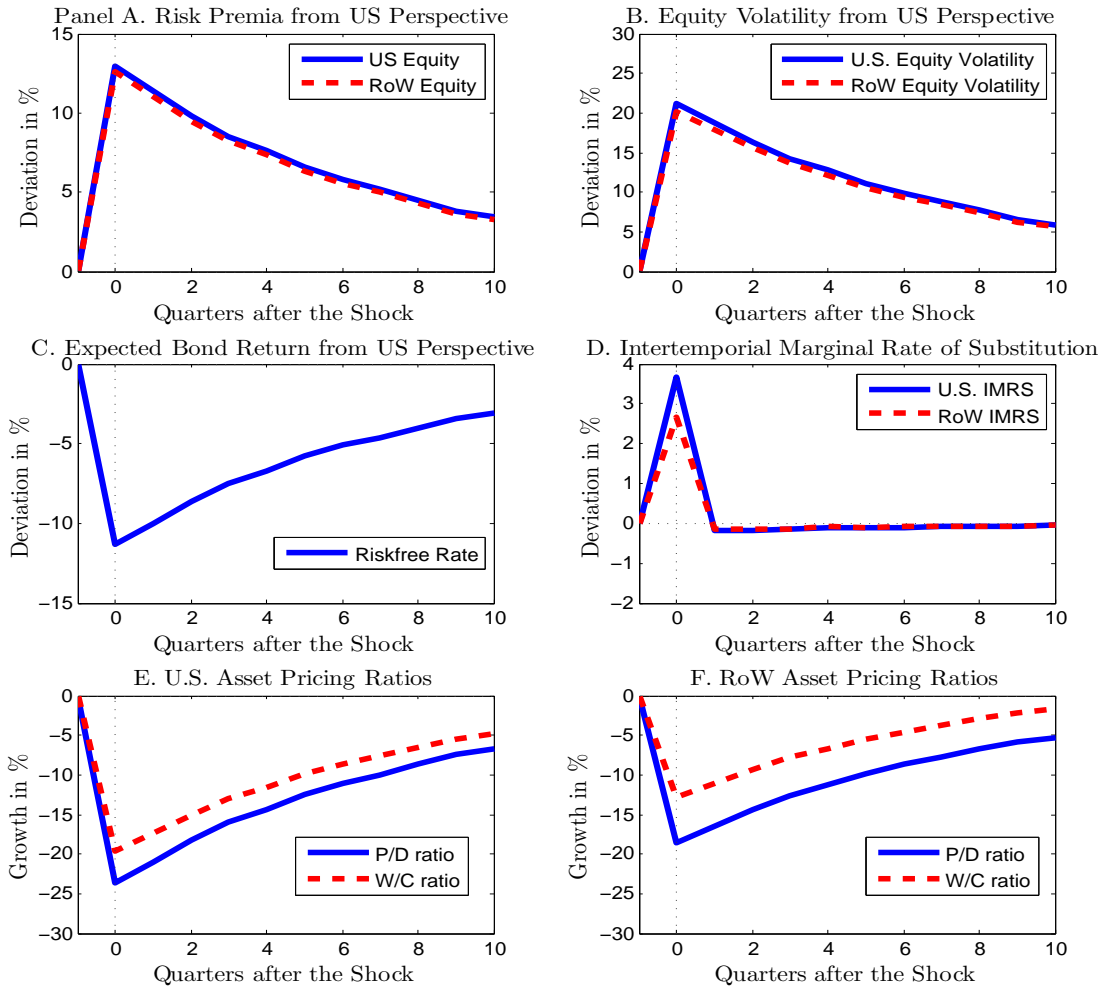 Panel A. Risk Premia from US Perspective
15
10
5
0
Deviation in %
US Equity
RoW Equity
0 2 4 6 8 10
Quarters after the Shock
B. Equity Volatility from US Perspective
30
25
20
15
10
5
0
Deviation in %
U.S. Equity Volatility
RoW Equity Volatility
0 2 4 6 8 10
Quarters after the Shock
C. Expected Bond Return from US Perspective
0
−5
−10
−15
Deviation in %
Riskfree Rate
0 2 4 6 8 10
Quarters after the Shock
D. Intertemporial Marginal Rate of Substitution
4
3
2
1
0
−1
−2
Deviation in %
U.S. IMRS
RoW IMRS
0 2 4 6 8 10
Quarters after the Shock
E. U.S. Asset Pricing Ratios
0
−5
−10
−15
−20
−25
−30
Growth in %
P/D ratio
W/C ratio
0 2 4 6 8 10
Quarters after the Shock
F. RoW Asset Pricing Ratios
0
−5
−10
−15
−20
−25
−30
Growth in %
P/D ratio
W/C ratio
0 2 4 6 8 10
Quarters after the Shock